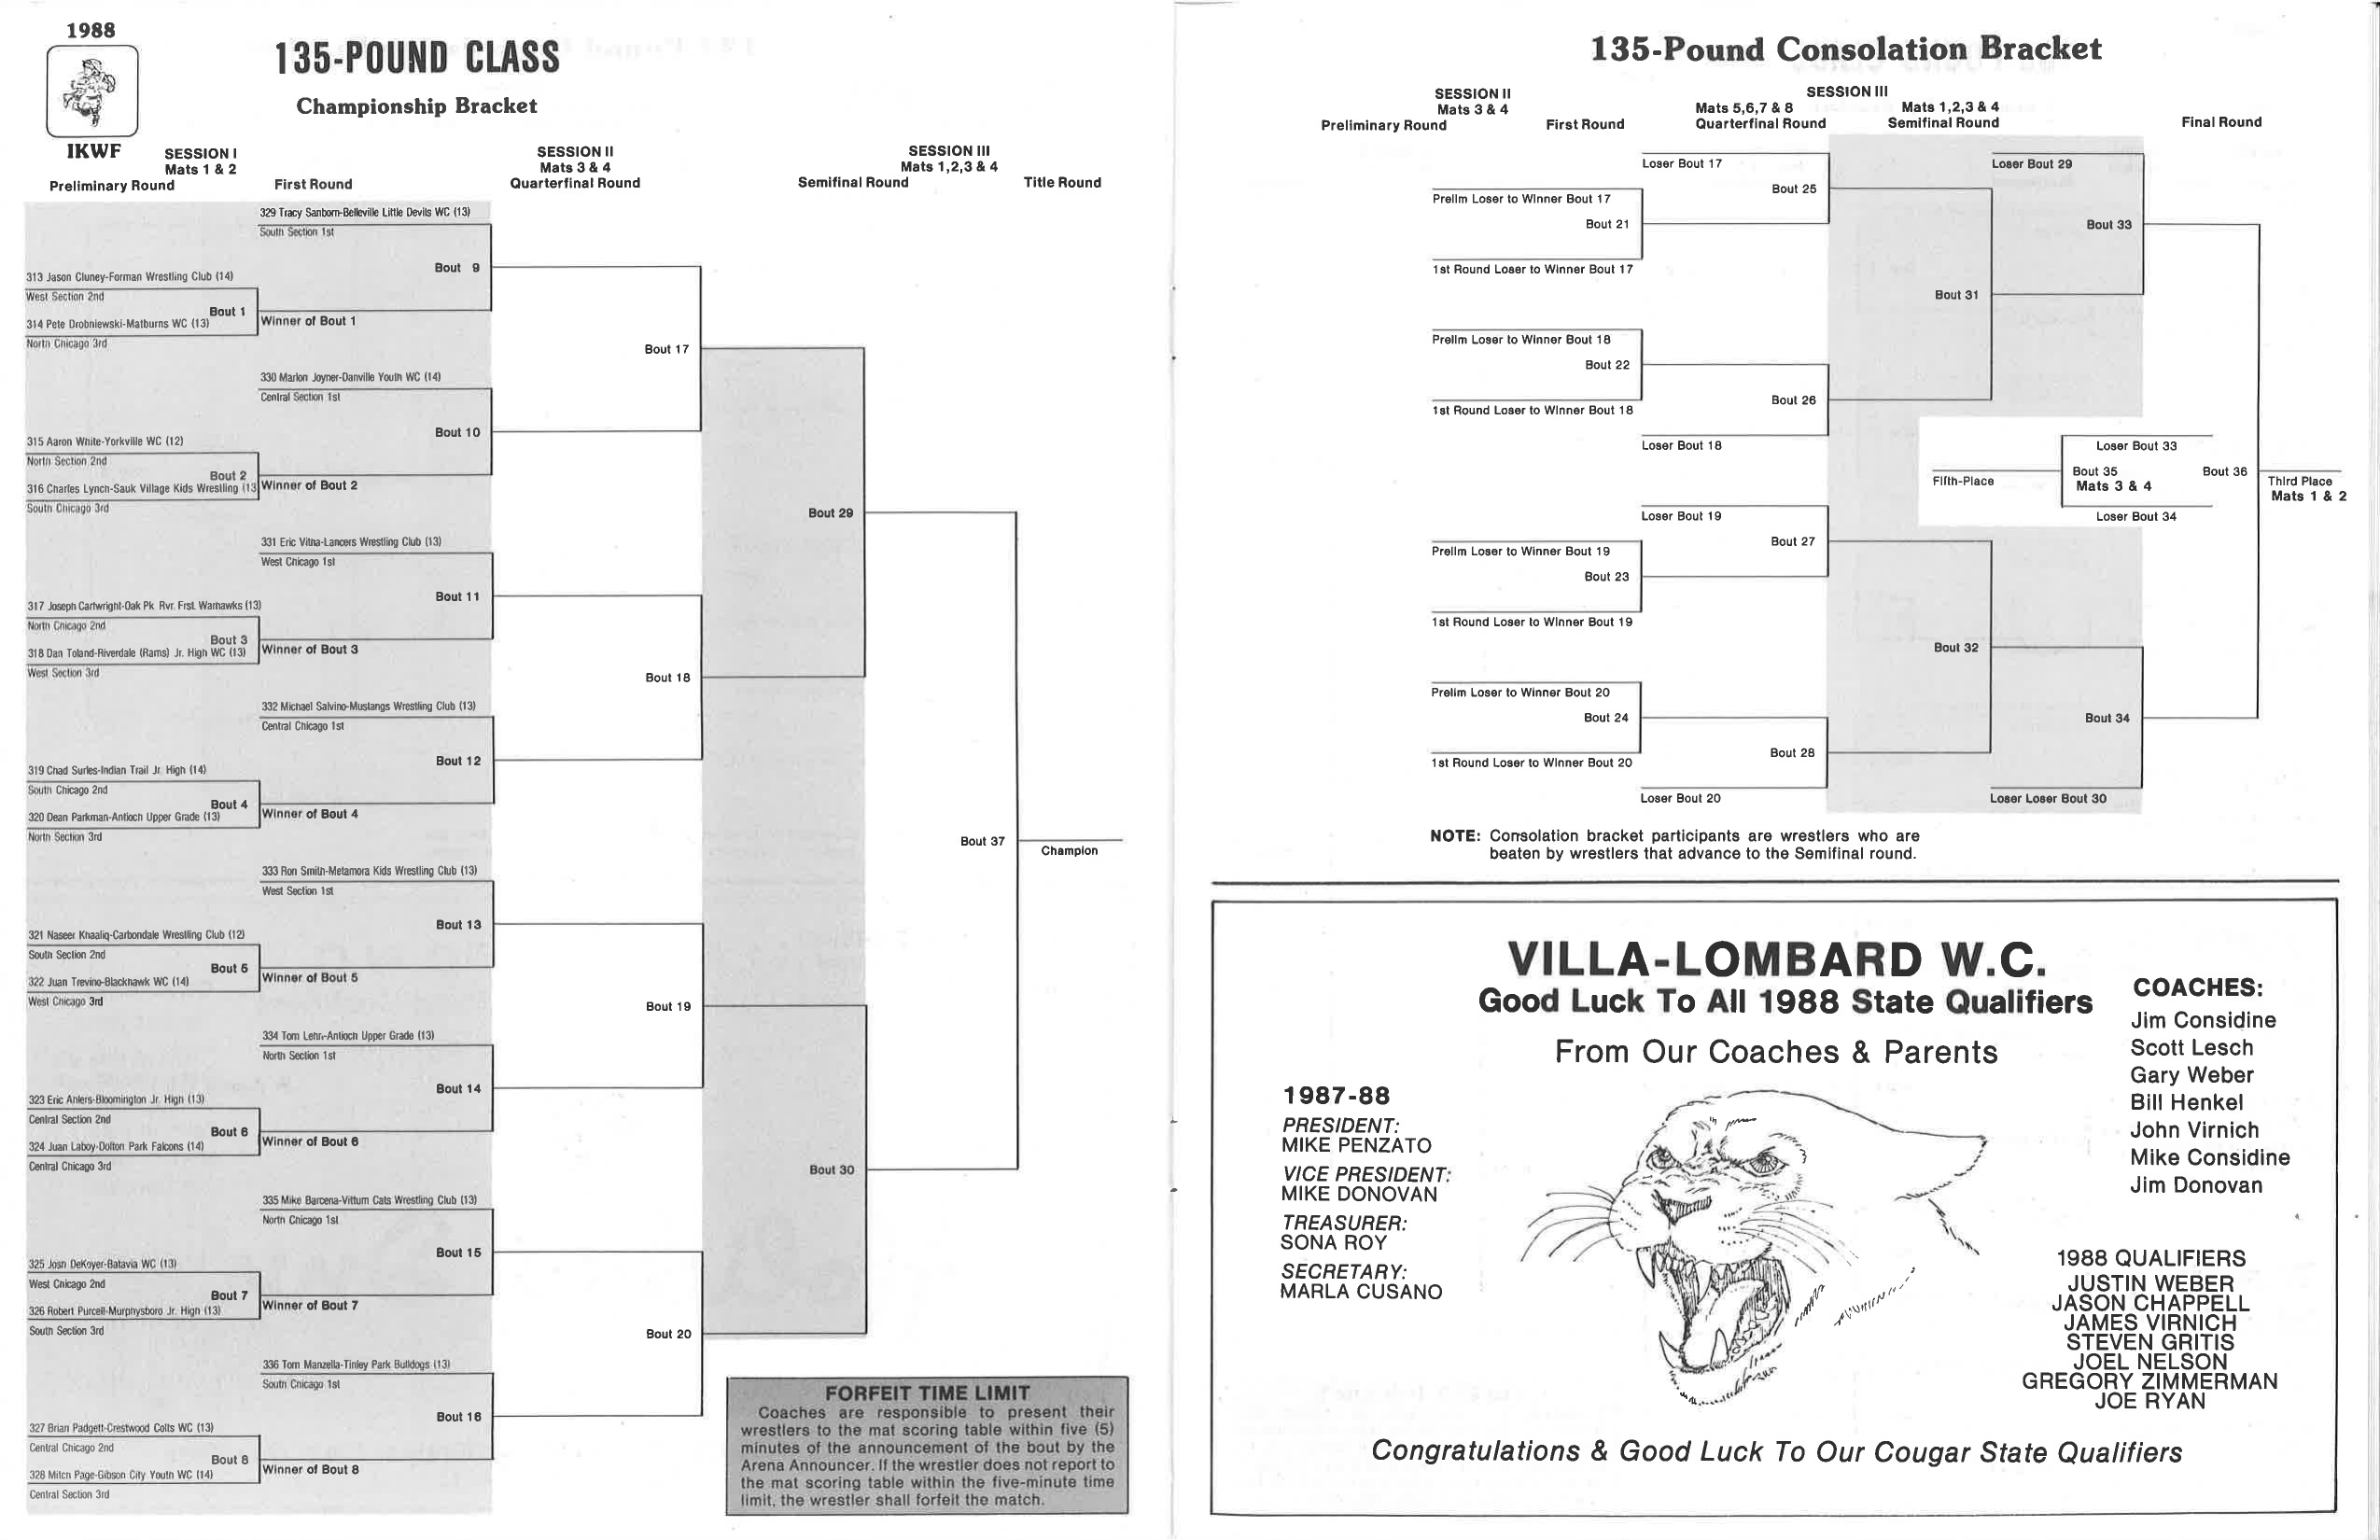 1988
IKWF
135-POUND CLASS
Championship Bracket
SESSION I
Mats 1 & 2
Preliminary Round
First Round
SESSION II
Mats 3 & 4
Quarterfinal Round
SESSION III
Mats 1,2,3 & 4
Semifinal Round
Title Round
329 Tracy Sanborn-Belleville Little Devils WC (13)
South Section 1st
Bout 9
313 Jason Cluney-Forman Wrestling Club (14)
West Section 2nd
Bout 1
314 Pete Drobniewski-Matburns WC (13)
North Chicago 3rd
Winner of Bout 1
Bout 17
330 Marlon Joyner-Danville Youth WC (14)
Central Section 1st
Bout 10
315 Aaron White-Yorkville WC (12)
North Section 2nd
Bout 2
316 Charles Lynch-Sauk Village Kids Wrestling (13
South Chicago 3rd
Winner of Bout 2
Bout 29
331 Eric Vitha-Lancers Wrestling Club (13)
West Chicago 1st
Bout 11
317 Joseph Cartwright-Oak Pk. Rvr. Frst. Warhawks (13)
North Chicago 2nd
Bout 3
318 Dan Toland-Riverdale (Rams) Jr. High WC (13)
West Section 3rd
Winner of Bout 3
Bout 18
332 Michael Salvino-Mustangs Wrestling Club (13)
Central Chicago 1st
Bout 12
319 Chad Surles-Indian Trail Jr. High (14)
South Chicago 2nd
Bout 4
320 Dean Parkman-Antioch Upper Grade (13)
North Section 3rd
Winner of Bout 4
Bout 37
Champion
333 Ron Smith-Metamora Kids Wrestling Club (13)
West Section 1st
Bout 13
321 Naseer Khaaliq-Carbondale Wrestling Club (12)
South Section 2nd
Bout 5
322 Juan Trevino-Blackhawk WC (14)
West Chicago 3rd
Winner of Bout 5
Bout 19
334 Tom Lehr-Antioch Upper Grade (13)
North Section 1st
Bout 14
323 Eric Ahlers-Bloomington Jr. High (13)
Central Section 2nd
Bout 6
324 Juan Laboy-Dolton Park Falcons (14)
Central Chicago 3rd
Winner of Bout 6
Bout 30
335 Mike Barcena-Vittum Cats Wrestling Club (13)
North Chicago 1st
Bout 15
325 Josh DeKoyer-Batavia WC (13)
West Chicago 2nd
Bout 7
326 Robert Purcell-Murphysboro Jr. High (13)
South Section 3rd
Winner of Bout 7
Bout 20
336 Tom Manzella-Tinley Park Bulldogs (13)
South Chicago 1st
Bout 16
327 Brian Padgett-Crestwood Colts WC (13)
Central Chicago 2nd
Bout 8
328 Mitch Page-Gibson City Youth WC (14)
Central Section 3rd
Winner of Bout 8
FORFEIT TIME LIMIT
Coaches are responsible to present their
wrestlers to the mat scoring table within five (5)
minutes of the announcement of the bout by the
Arena Announcer. If the wrestler does not report to
the mat scoring table within the five-minute time
limit, the wrestler shall forfeit the match.
135-Pound Consolation Bracket
SESSION II
Mats 3 & 4
Preliminary Round
First Round
SESSION III
Mats 5,6,7 & 8
Quarterfinal Round
Mats 1,2,3 & 4
Semifinal Round
Final Round
Loser Bout 17
Bout 25
Prelim Loser to Winner Bout 17
Bout 21
1st Round Loser to Winner Bout 17
Loser Bout 29
Bout 33
Bout 31
Prelim Loser to Winner Bout 18
Bout 22
1st Round Loser to Winner Bout 18
Bout 26
Loser Bout 18
Loser Bout 33
Fifth-Place
Bout 35
Mats 3 & 4
Bout 36
Third Place
Mats 1 & 2
Loser Bout 34
Loser Bout 19
Bout 27
Prelim Loser to Winner Bout 19
Bout 23
1st Round Loser to Winner Bout 19
Bout 32
Prelim Loser to Winner Bout 20
Bout 24
1st Round Loser to Winner Bout 20
Bout 34
Bout 28
Loser Bout 20
Loser Loser Bout 30
NOTE: Consolation bracket participants are wrestlers who are
beaten by wrestlers that advance to the Semifinal round.
VILLA-LOMBARD W.C.
Good Luck To All 1988 State Qualifiers
From Our Coaches & Parents
1987-88
PRESIDENT:
MIKE PENZATO
VICE PRESIDENT:
MIKE DONOVAN
TREASURER:
SONA ROY
SECRETARY:
MARLA CUSANO
COACHES:
Jim Considine
Scott Lesch
Gary Weber
Bill Henkel
John Virnich
Mike Considine
Jim Donovan
1988 QUALIFIERS
JUSTIN WEBER
JASON CHAPPELL
JAMES VIRNICH
STEVEN GRITIS
JOEL NELSON
GREGORY ZIMMERMAN
JOE RYAN
Congratulations & Good Luck To Our Cougar State Qualifiers